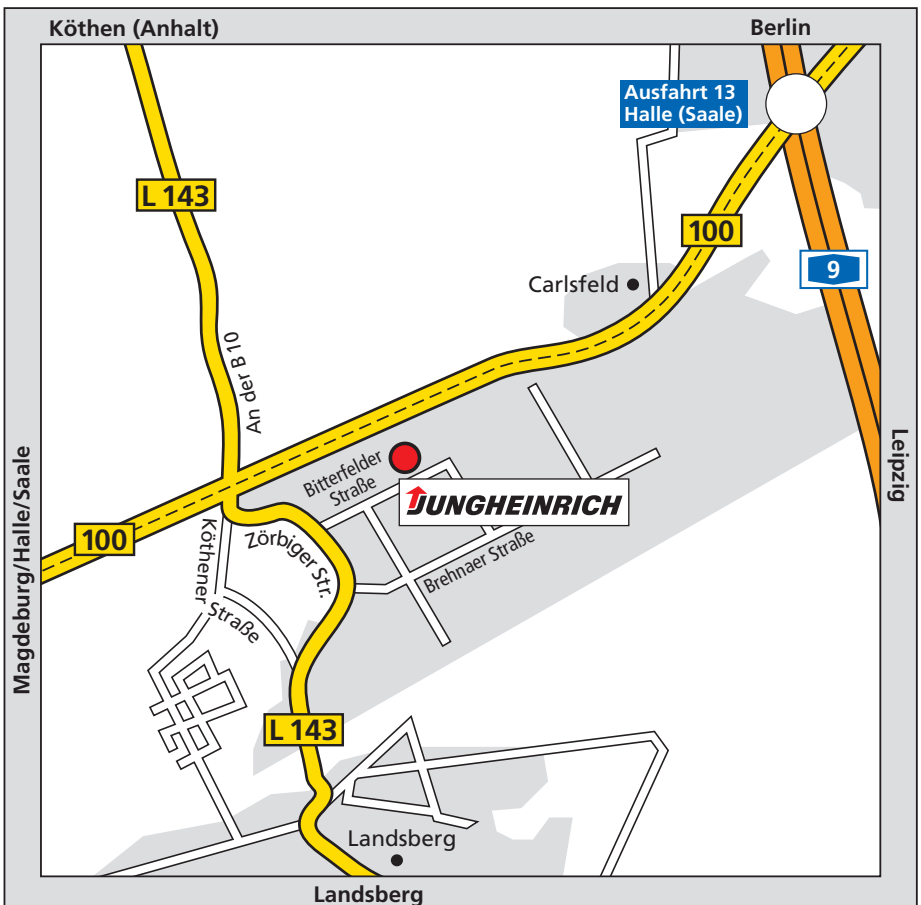 Köthen (Anhalt)
Berlin
Ausfahrt 13
Halle (Saale)
L 143
100
9
Carlsfeld
An der B 10
Magdeburg/Halle/Saale
Leipzig
Bitterfelder
Straße
JUNGHEINRICH
100
Köthener
Straße
Zörbiger Str.
Brehnaer Straße
L 143
Landsberg
Landsberg